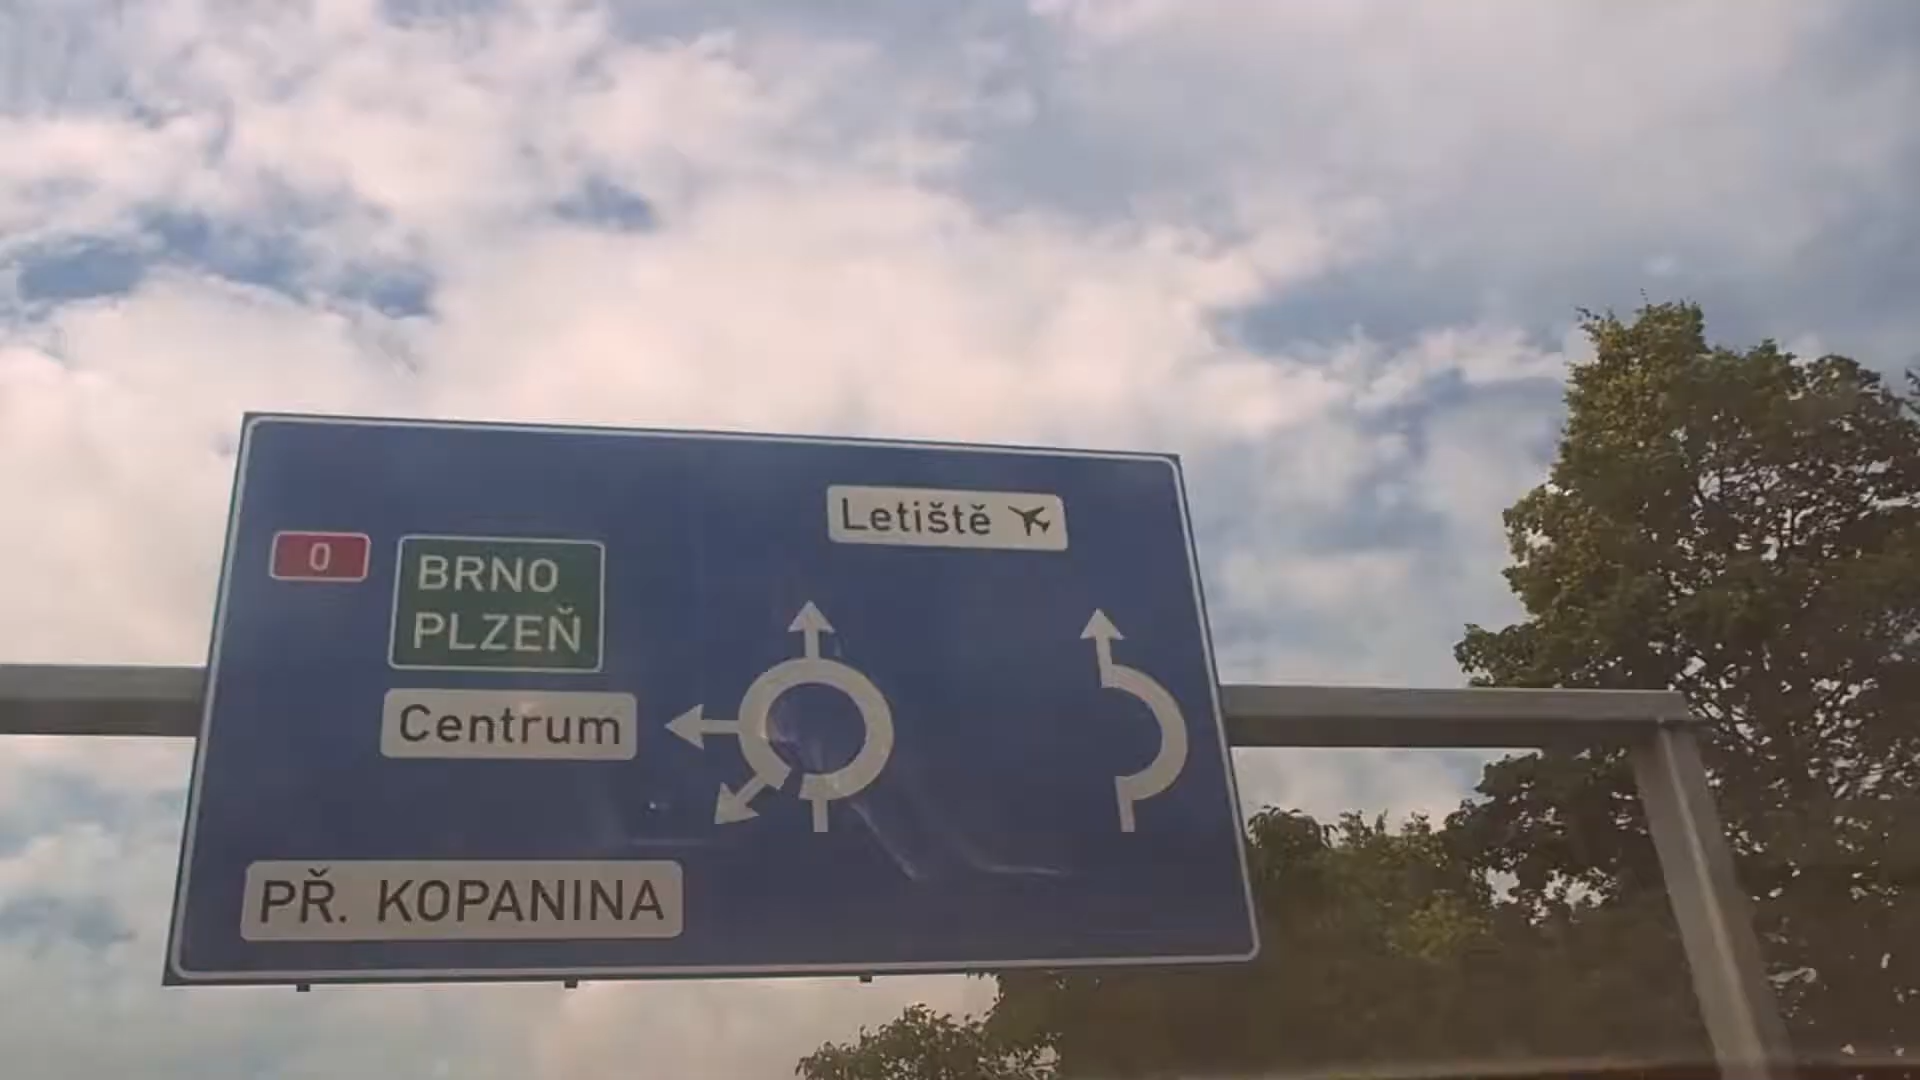 Letiště
0
BRNO
PLZEŇ
Centrum
PŘ. KOPANINA